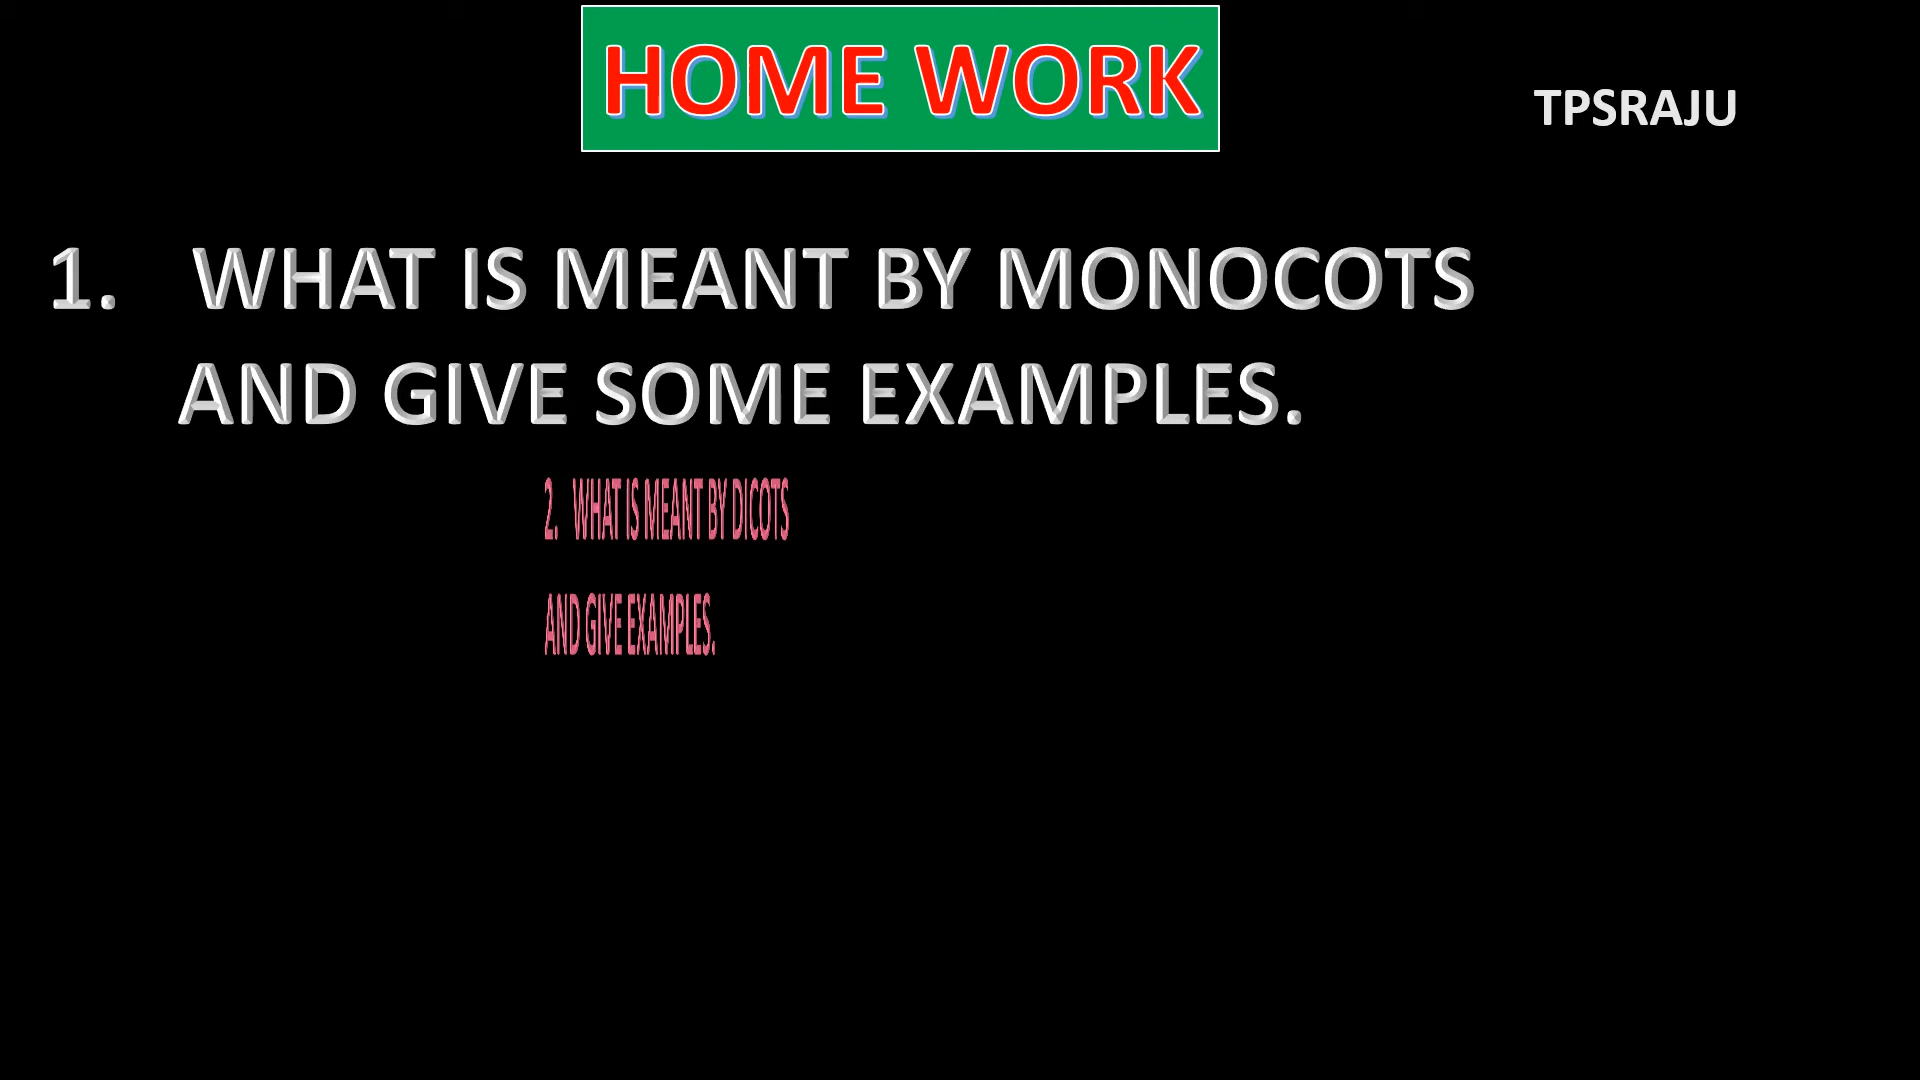 HOME WORK
TPSRAJU
1. WHAT IS MEANT BY MONOCOTS
AND GIVE SOME EXAMPLES.
2. WHAT IS MEANT BY DICOTS
AND GIVE EXAMPLES.